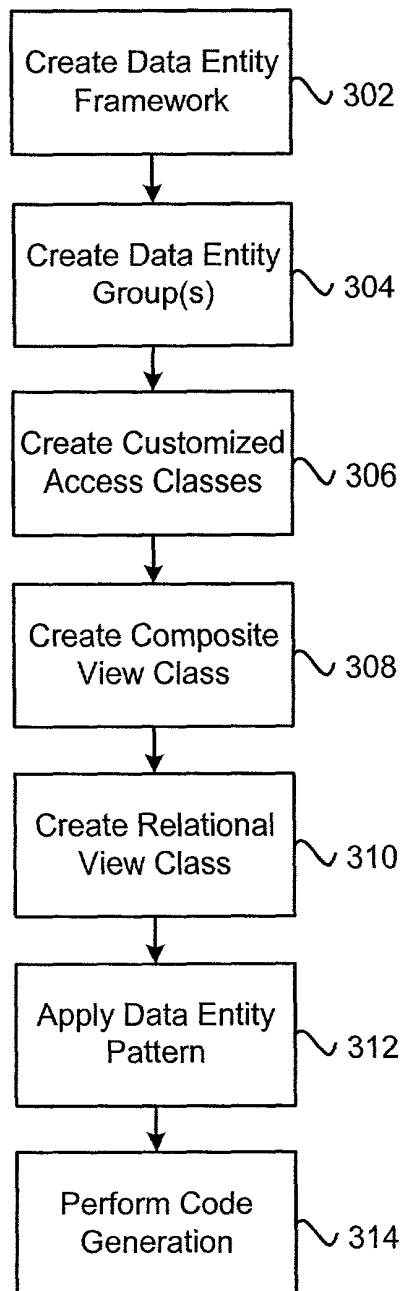 Create Data Entity
Framework
302
Create Data Entity
Group(s)
304
Create Customized
Access Classes
306
Create Composite
View Class
308
Create Relational
View Class
310
Apply Data Entity
Pattern
312
Perform Code
Generation
314